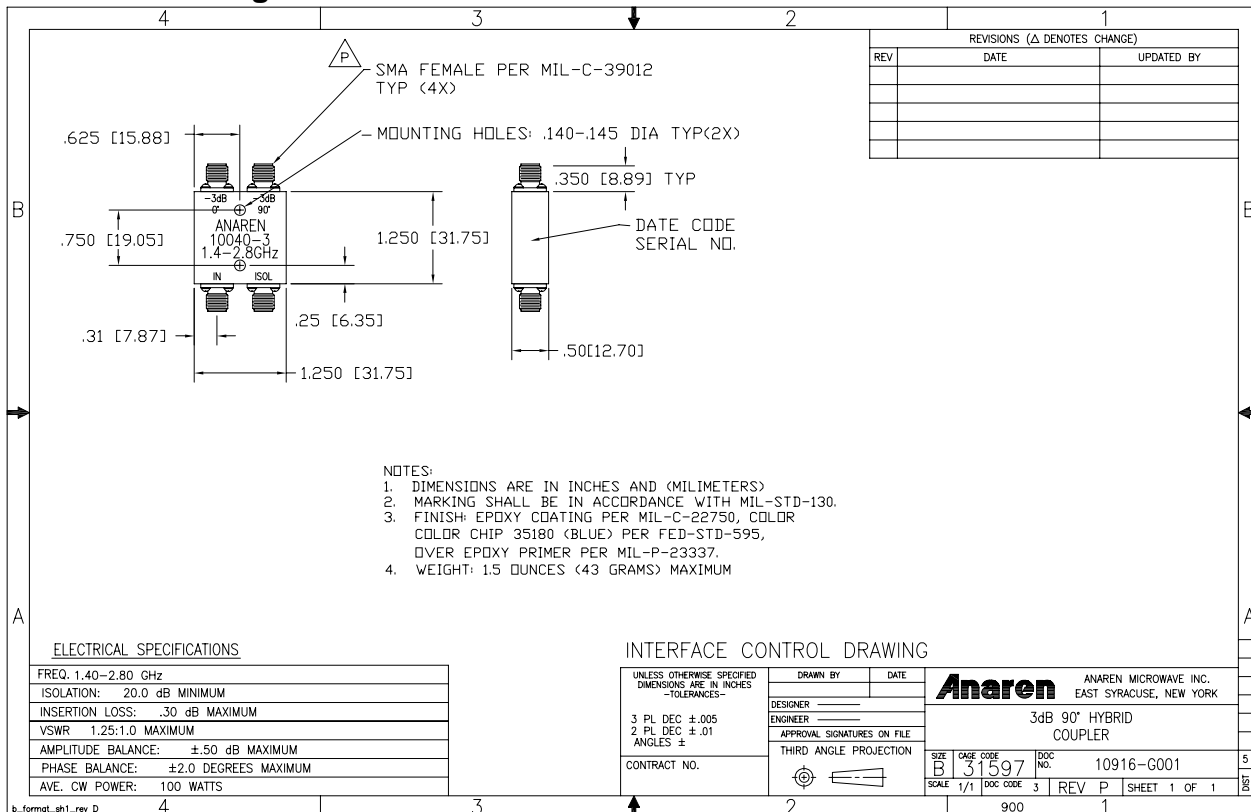 4 3 2 1
REVISIONS (△ DENOTES CHANGE)
REV DATE UPDATED BY
P
SMA FEMALE PER MIL-C-39012
TYP (4X)
.625 [15.88]
MOUNTING HOLES: .140-.145 DIA TYP(2X)
.350 [8.89] TYP
-3dB -3dB
0° 90°
B
ANAREN
10040-3
1.4-2.8GHz
IN ISOL
.750 [19.05]
1.250 [31.75]
DATE CODE
SERIAL NO.
.25 [6.35]
.31 [7.87]
.50[12.70]
1.250 [31.75]
NOTES:
1. DIMENSIONS ARE IN INCHES AND (MILIMETERS)
2. MARKING SHALL BE IN ACCORDANCE WITH MIL-STD-130.
3. FINISH: EPOXY COATING PER MIL-C-22750, COLOR
COLOR CHIP 35180 (BLUE) PER FED-STD-595,
OVER EPOXY PRIMER PER MIL-P-23337.
4. WEIGHT: 1.5 OUNCES (43 GRAMS) MAXIMUM
A
ELECTRICAL SPECIFICATIONS
FREQ. 1.40-2.80 GHz
ISOLATION: 20.0 dB MINIMUM
INSERTION LOSS: .30 dB MAXIMUM
VSWR 1.25:1.0 MAXIMUM
AMPLITUDE BALANCE: ±.50 dB MAXIMUM
PHASE BALANCE: ±2.0 DEGREES MAXIMUM
AVE. CW POWER: 100 WATTS
INTERFACE CONTROL DRAWING
UNLESS OTHERWISE SPECIFIED
DIMENSIONS ARE IN INCHES
-TOLERANCES-
3 PL DEC ±.005
2 PL DEC ±.01
ANGLES ±
CONTRACT NO.
DRAWN BY DATE
DESIGNER
ENGINEER
APPROVAL SIGNATURES ON FILE
THIRD ANGLE PROJECTION
Anaren
ANAREN MICROWAVE INC.
EAST SYRACUSE, NEW YORK
3dB 90° HYBRID
COUPLER
SIZE B
CAGE CODE 31597
DOC NO. 10916-G001
SCALE 1/1 DOC CODE 3 REV P SHEET 1 OF 1
5
DIST
b_format_sh1_rev D
4 3 2 900 1